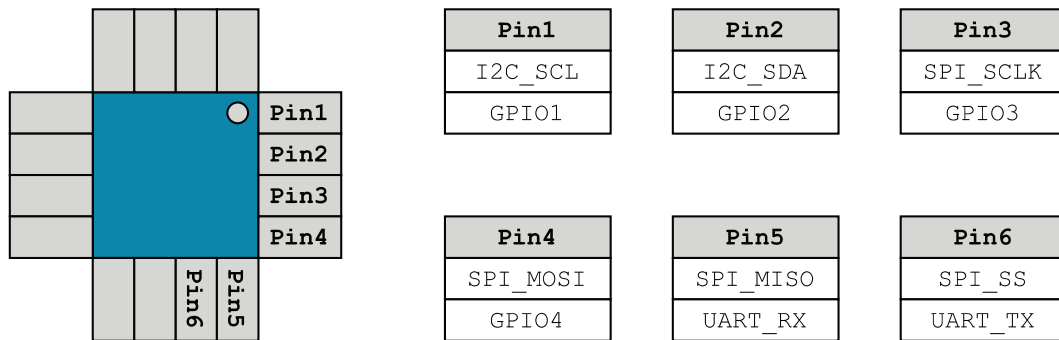 Pin1
Pin2
Pin3
Pin4
Pin6
Pin5
Pin1
I2C_SCL
GPIO1
Pin2
I2C_SDA
GPIO2
Pin3
SPI_SCLK
GPIO3
Pin4
SPI_MOSI
GPIO4
Pin5
SPI_MISO
UART_RX
Pin6
SPI_SS
UART_TX